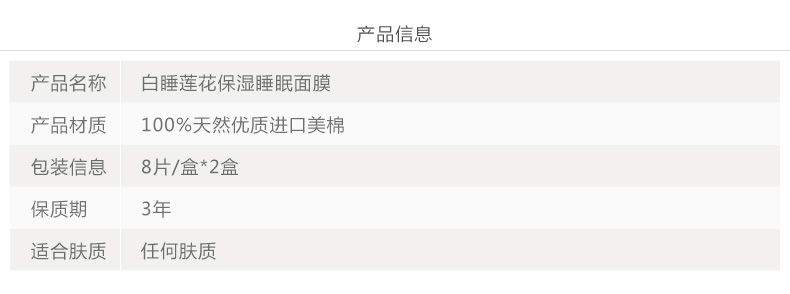 产品信息
产品名称 白睡莲花保湿睡眠面膜
产品材质 100%天然优质进口美棉
包装信息 8片/盒*2盒
保质期 3年
适合肤质 任何肤质